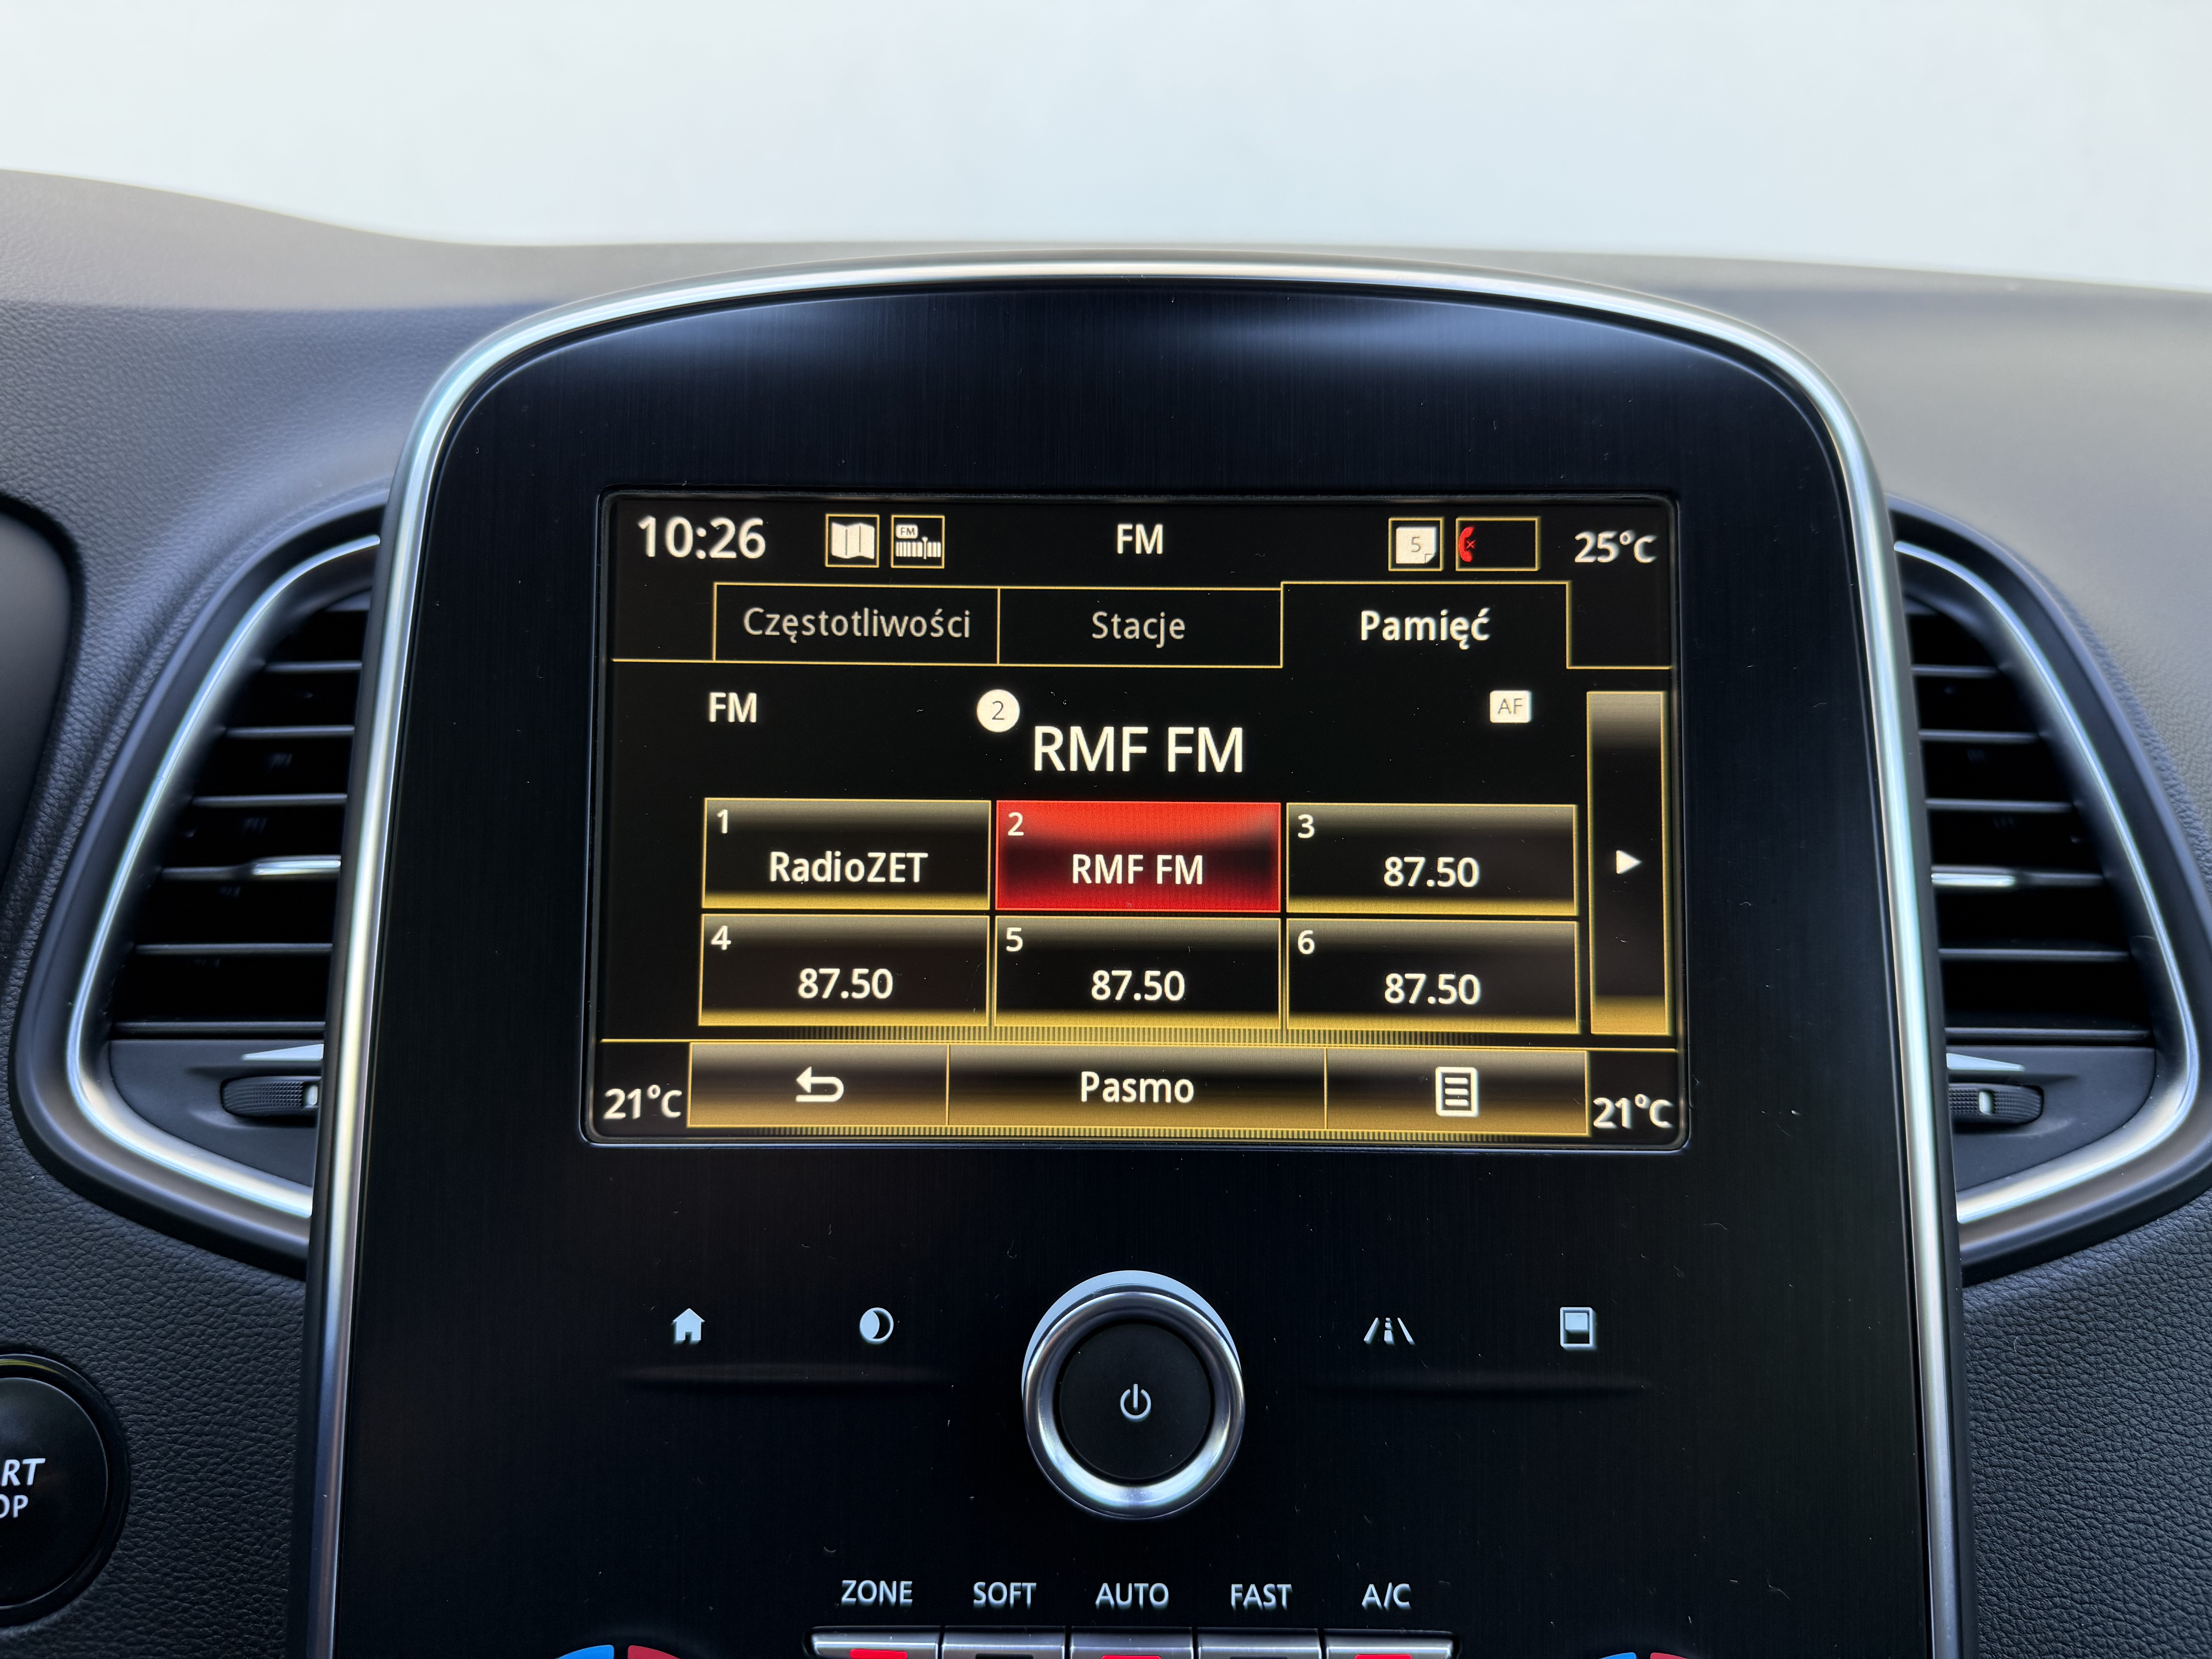 10:26 FM FM 5 25°C
Częstotliwości Stacje Pamięć
FM 2 RMF FM AF
1 RadioZET 2 RMF FM 3 87.50
4 87.50 5 87.50 6 87.50
21°C Pasmo 21°C
RT
OP
ZONE SOFT AUTO FAST A/C